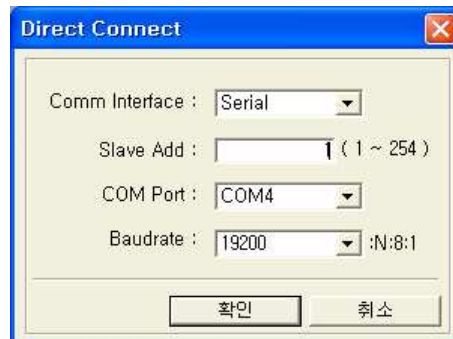 Direct Connect
Comm Interface : Serial
Slave Add : 1 ( 1 ~ 254 )
COM Port : COM4
Baudrate : 19200 :N:8:1
확인 취소